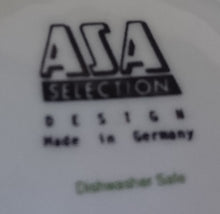 ASA
SELECTION
DESIGN
Made in Germany
Dishwasher Safe